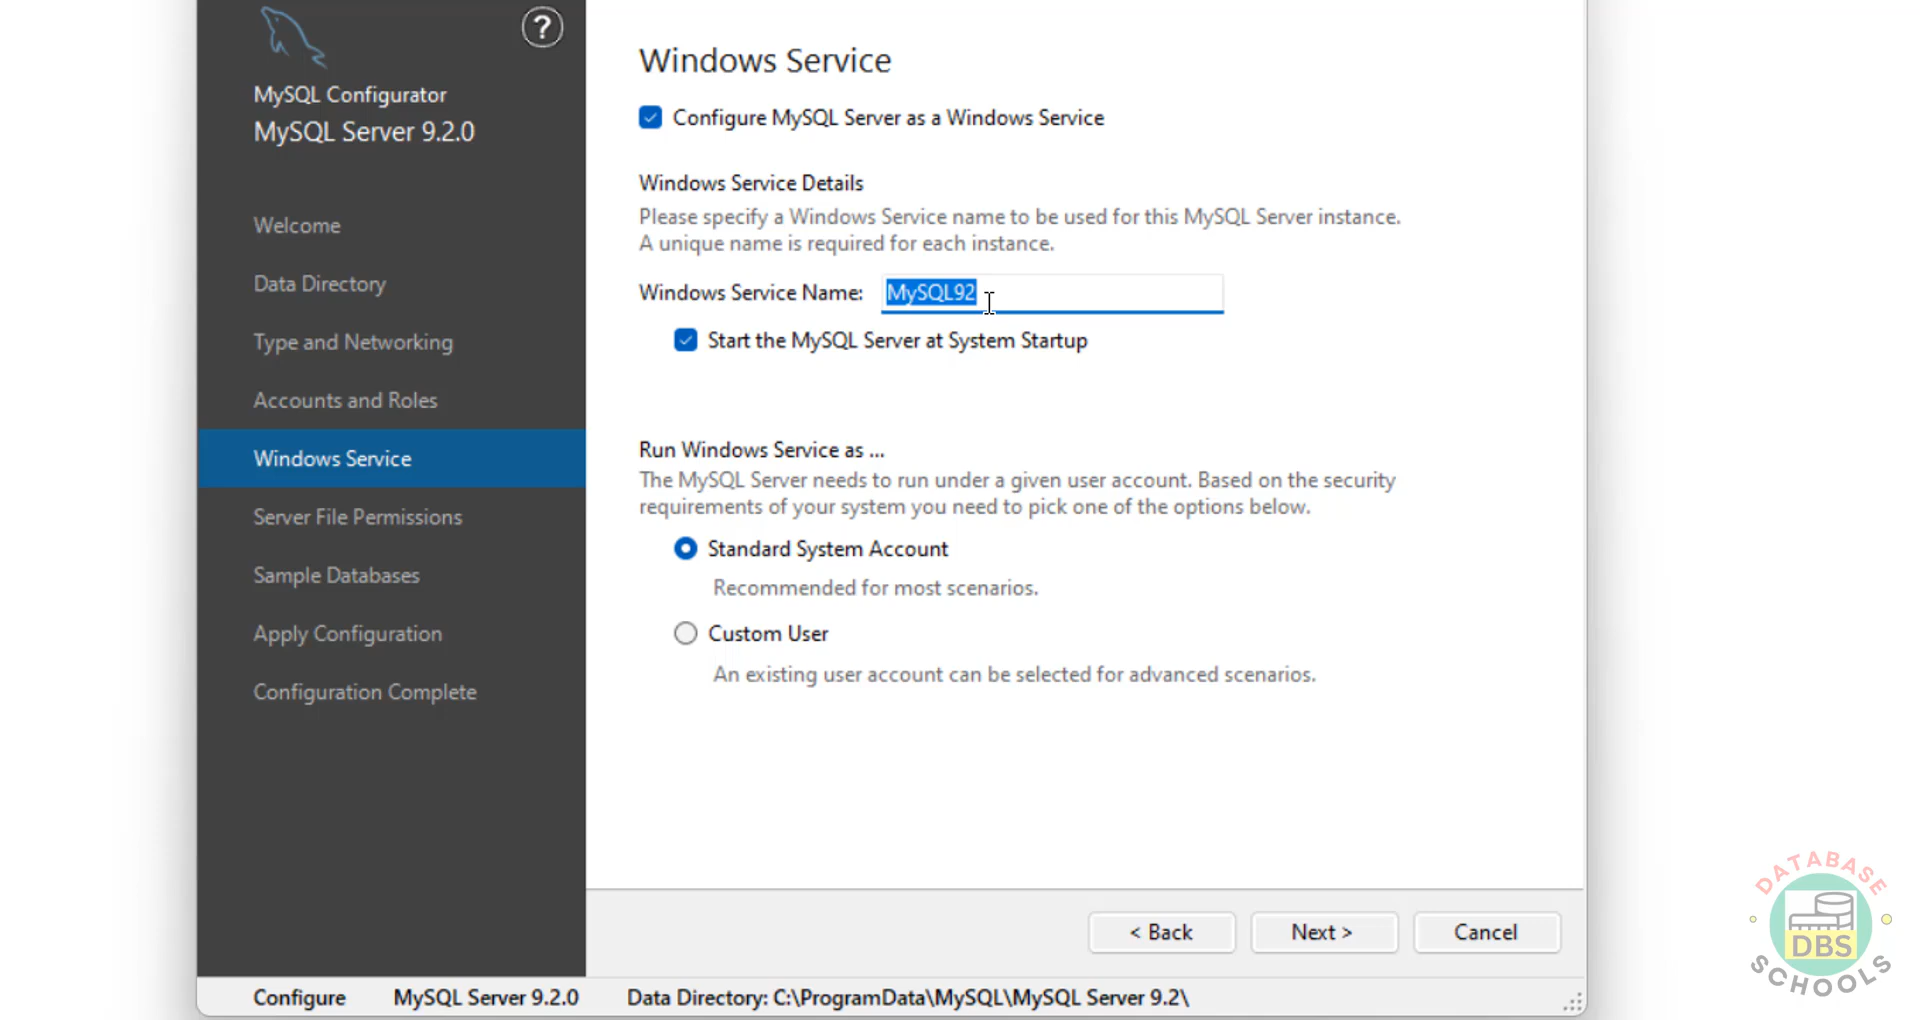 ?
MySQL Configurator
MySQL Server 9.2.0
Welcome
Data Directory
Type and Networking
Accounts and Roles
Windows Service
Server File Permissions
Sample Databases
Apply Configuration
Configuration Complete
Windows Service
Configure MySQL Server as a Windows Service
Windows Service Details
Please specify a Windows Service name to be used for this MySQL Server instance.
A unique name is required for each instance.
Windows Service Name: MySQL92
Start the MySQL Server at System Startup
Run Windows Service as ...
The MySQL Server needs to run under a given user account. Based on the security
requirements of your system you need to pick one of the options below.
Standard System Account
Recommended for most scenarios.
Custom User
An existing user account can be selected for advanced scenarios.
< Back Next > Cancel
Configure MySQL Server 9.2.0 Data Directory: C:\ProgramData\MySQL\MySQL Server 9.2\
DATABASE
DBS
SCHOOLS